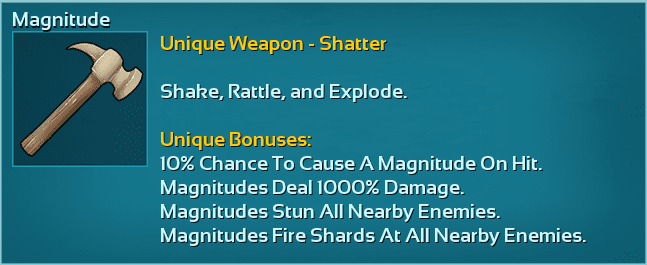 Magnitude
Unique Weapon - Shatter
Shake, Rattle, and Explode.
Unique Bonuses:
10% Chance To Cause A Magnitude On Hit.
Magnitudes Deal 1000% Damage.
Magnitudes Stun All Nearby Enemies.
Magnitudes Fire Shards At All Nearby Enemies.